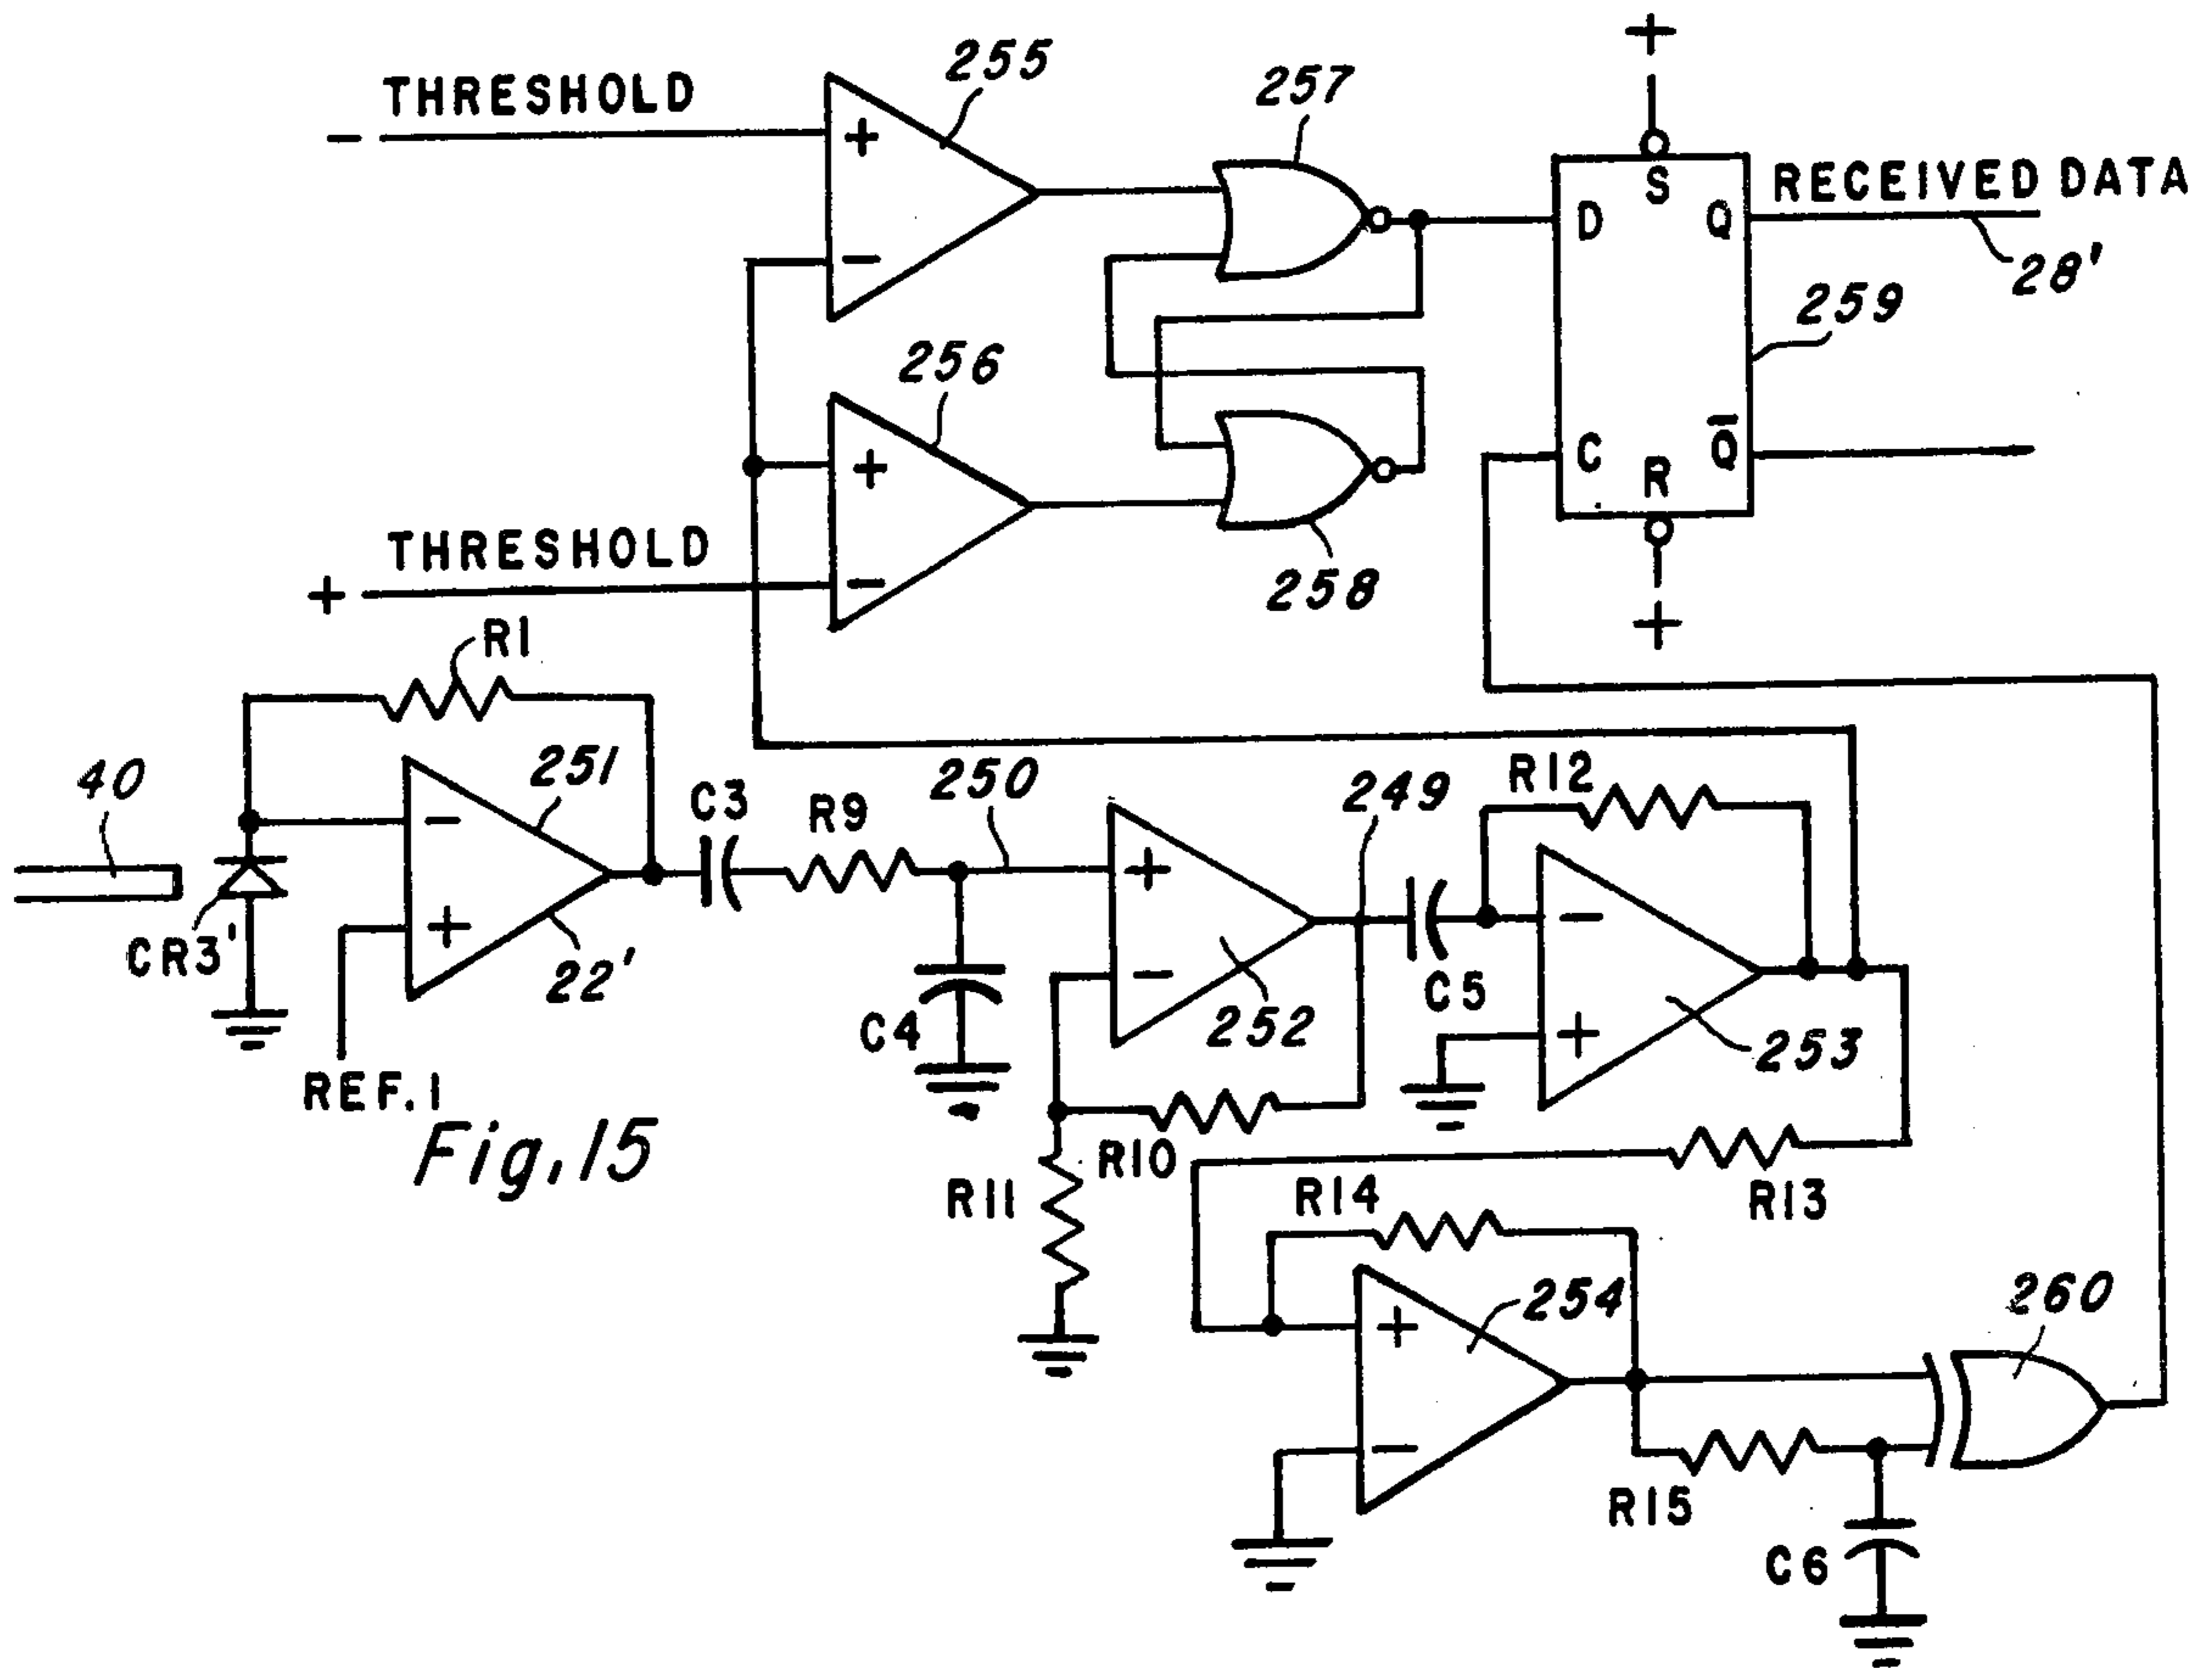 255
THRESHOLD
−
+
−
257
+
S
D
Q
RECEIVED DATA
28'
259
C
R
Q̅
+
256
+
−
THRESHOLD
+
258
R1
40
251
−
+
CR3'
22'
REF.1
C3
R9
250
+
−
252
C4
249
R12
C5
−
+
253
R10
R11
R13
R14
254
+
−
R15
C6
260
Fig. 15